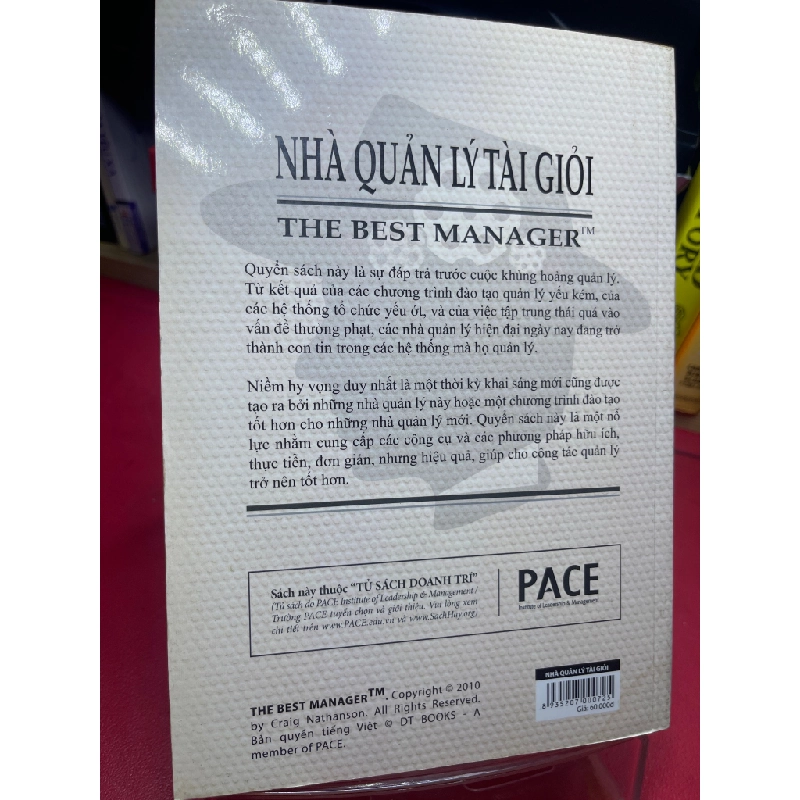 NHÀ QUẢN LÝ TÀI GIỎI
THE BEST MANAGER™
Quyển sách này là sự đáp trả trước cuộc khủng hoảng quản lý.
Từ kết quả của các chương trình đào tạo quản lý yếu kém, của
các hệ thống tổ chức yếu ớt, và của việc tập trung thái quá vào
vấn đề thưởng phạt, các nhà quản lý hiện đại ngày nay đang trở
thành con tin trong các hệ thống mà họ quản lý.
Niềm hy vọng duy nhất là một thời kỳ khai sáng mới cũng được
tạo ra bởi những nhà quản lý này hoặc một chương trình đào tạo
tốt hơn cho những nhà quản lý mới. Quyển sách này là một nỗ
lực nhằm cung cấp các công cụ và các phương pháp hữu ích,
thực tiễn, đơn giản, nhưng hiệu quả, giúp cho công tác quản lý
trở nên tốt hơn.
Sách này thuộc "TỦ SÁCH DOANH TRÍ"
(Tủ sách do PACE Institute of Leadership & Management /
Trường PACE tuyển chọn và giới thiệu. Vui lòng xem
chi tiết trên www.PACE.edu.vn và www.SachHay.org)
PACE
Institute of Leadership & Management
THE BEST MANAGER™. Copyright © 2010
by Craig Nathanson. All Rights Reserved.
Bản quyền tiếng Việt © DT BOOKS - A
member of PACE.
NHÀ QUẢN LÝ TÀI GIỎI
Giá: 60.000đ